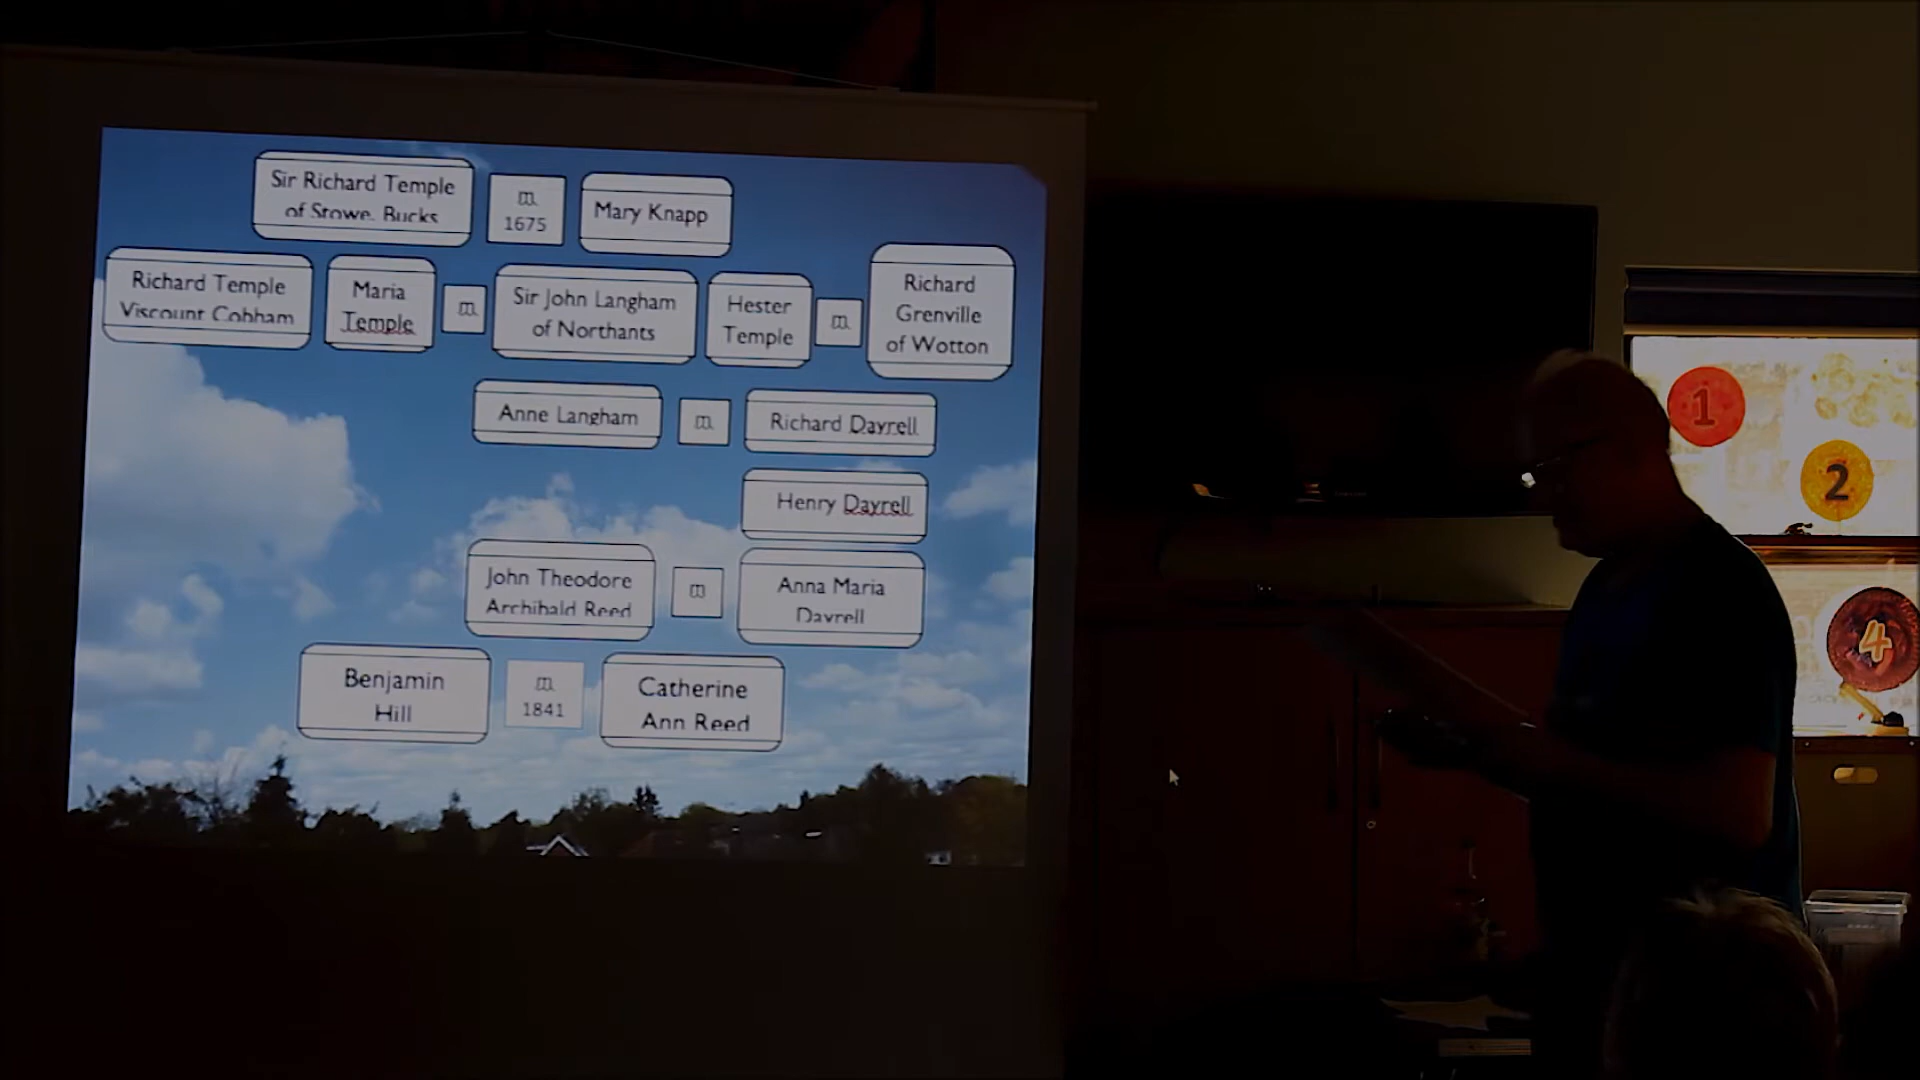 Sir Richard Temple
of Stowe, Bucks
m.
1675
Mary Knapp
Richard Temple
Viscount Cobham
Maria
Temple
m.
Sir John Langham
of Northants
Hester
Temple
m.
Richard
Grenville
of Wotton
Anne Langham
m.
Richard Dayrell
Henry Dayrell
John Theodore
Archibald Reed
m
Anna Maria
Dayrell
Benjamin
Hill
m.
1841
Catherine
Ann Reed
1
2
4